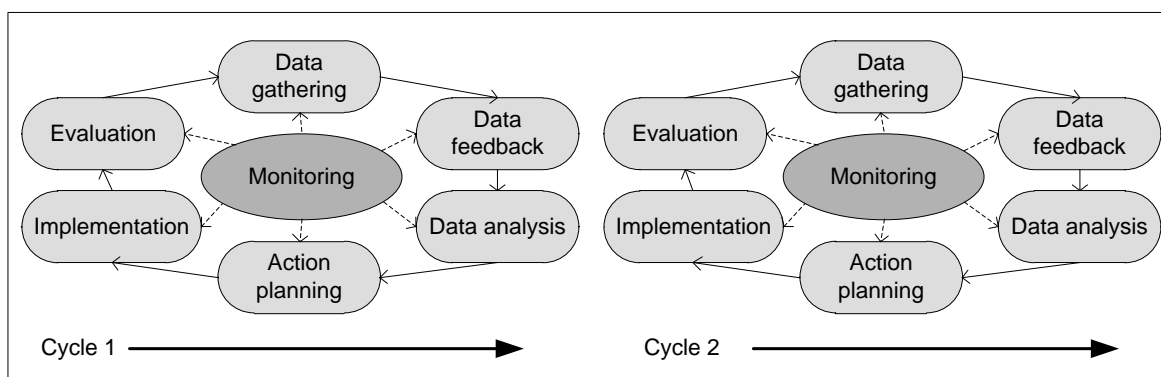 Data
gathering
Evaluation
Data
feedback
Monitoring
Implementation
Data analysis
Action
planning
Cycle 1
Data
gathering
Evaluation
Data
feedback
Monitoring
Implementation
Data analysis
Action
planning
Cycle 2